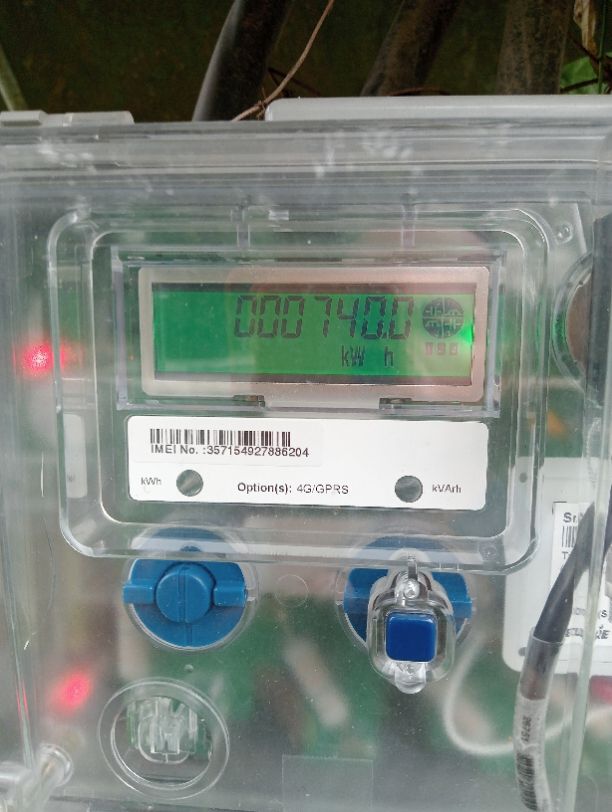 000740.0
kW h
IMEI No. :357154927886204
kWh
Option(s): 4G/GPRS
kVArh